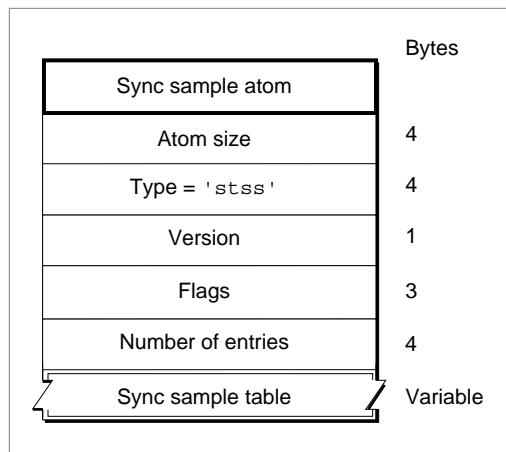 Bytes
Sync sample atom
Atom size 4
Type = 'stss' 4
Version 1
Flags 3
Number of entries 4
Sync sample table Variable